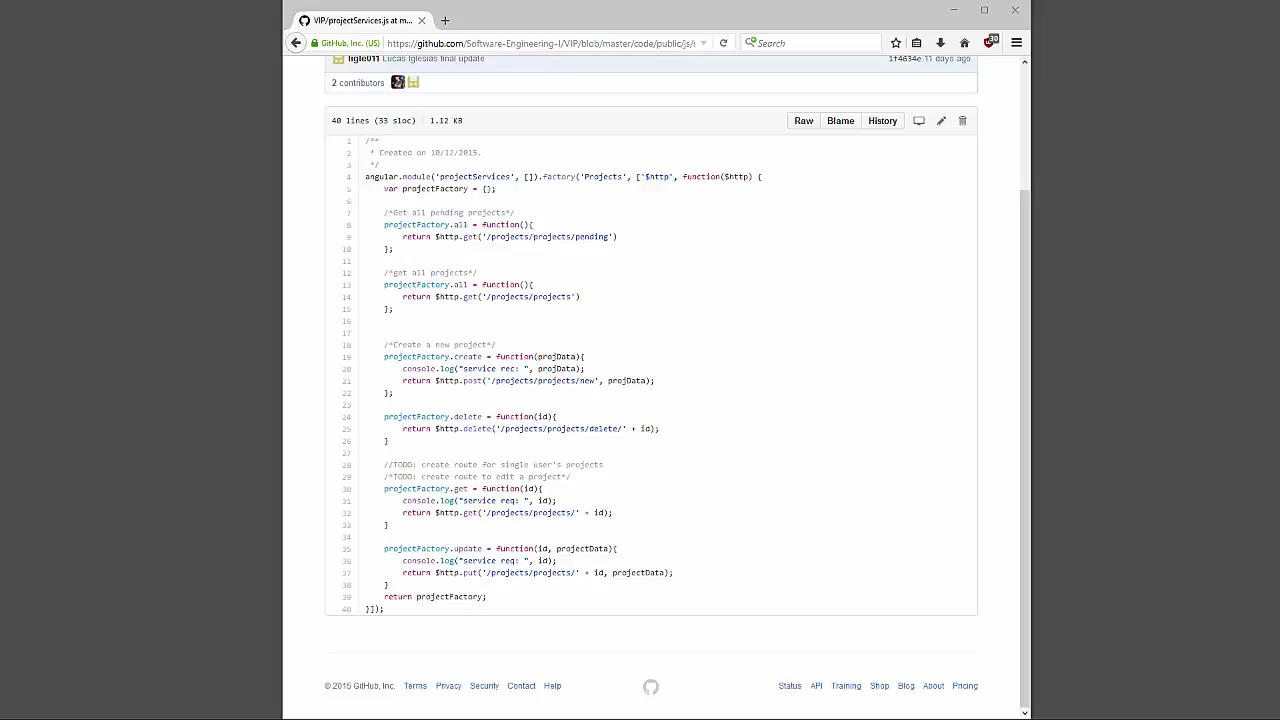 VIP/projectServices.js at m...
GitHub, Inc. (US)
https://github.com/Software-Engineering-I/VIP/blob/master/code/public/js/s
Search
30
ligle011 Lucas Iglesias final update
1f4634e 11 days ago
2 contributors
40 lines (33 sloc) 1.12 KB
Raw Blame History
1 /**
2 * Created on 10/12/2015.
3 */
4 angular.module('projectServices', []).factory('Projects', ['$http', function($http) {
5 var projectFactory = {};
6
7 /*Get all pending projects*/
8 projectFactory.all = function(){
9 return $http.get('/projects/projects/pending')
10 };
11
12 /*get all projects*/
13 projectFactory.all = function(){
14 return $http.get('/projects/projects')
15 };
16
17
18 /*Create a new project*/
19 projectFactory.create = function(projData){
20 console.log("service rec: ", projData);
21 return $http.post('/projects/projects/new', projData);
22 };
23
24 projectFactory.delete = function(id){
25 return $http.delete('/projects/projects/delete/' + id);
26 }
27
28 //TODO: create route for single user's projects
29 /*TODO: create route to edit a project*/
30 projectFactory.get = function(id){
31 console.log("service req: ", id);
32 return $http.get('/projects/projects/' + id);
33 }
34
35 projectFactory.update = function(id, projectData){
36 console.log("service req: ", id);
37 return $http.put('/projects/projects/' + id, projectData);
38 }
39 return projectFactory;
40 }]);
© 2015 GitHub, Inc. Terms Privacy Security Contact Help
Status API Training Shop Blog About Pricing